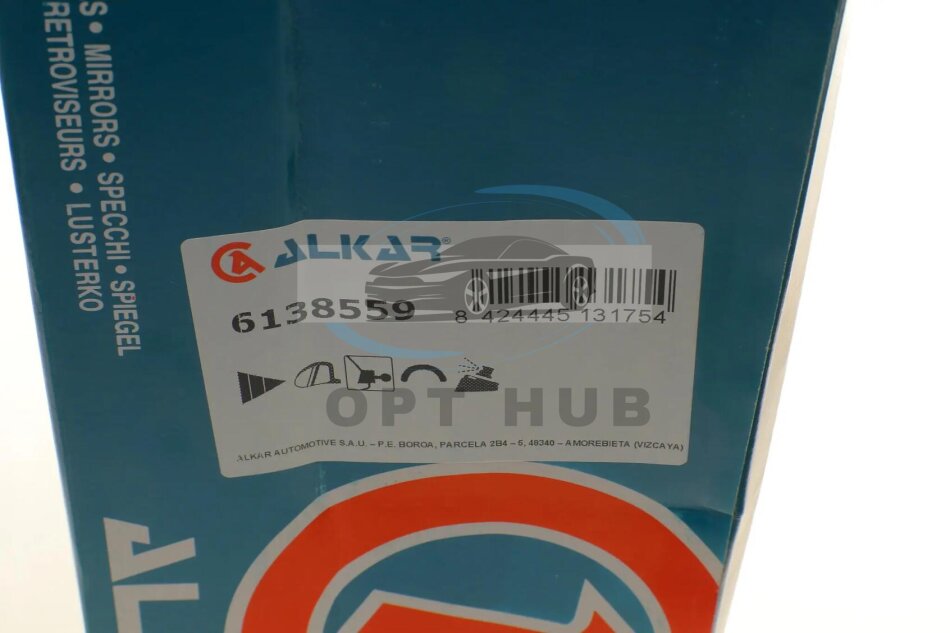 S • MIRRORS • SPECCHI • SPIEGEL
RETROVISEURS • LUSTERKO
ALKAR®
6138559
8 424445 131754
OPT HUB
ALKAR AUTOMOTIVE S.A.U. – P.E. BOROA, PARCELA 2B4 – 5, 48340 – AMOREBIETA (VIZCAYA)
AL